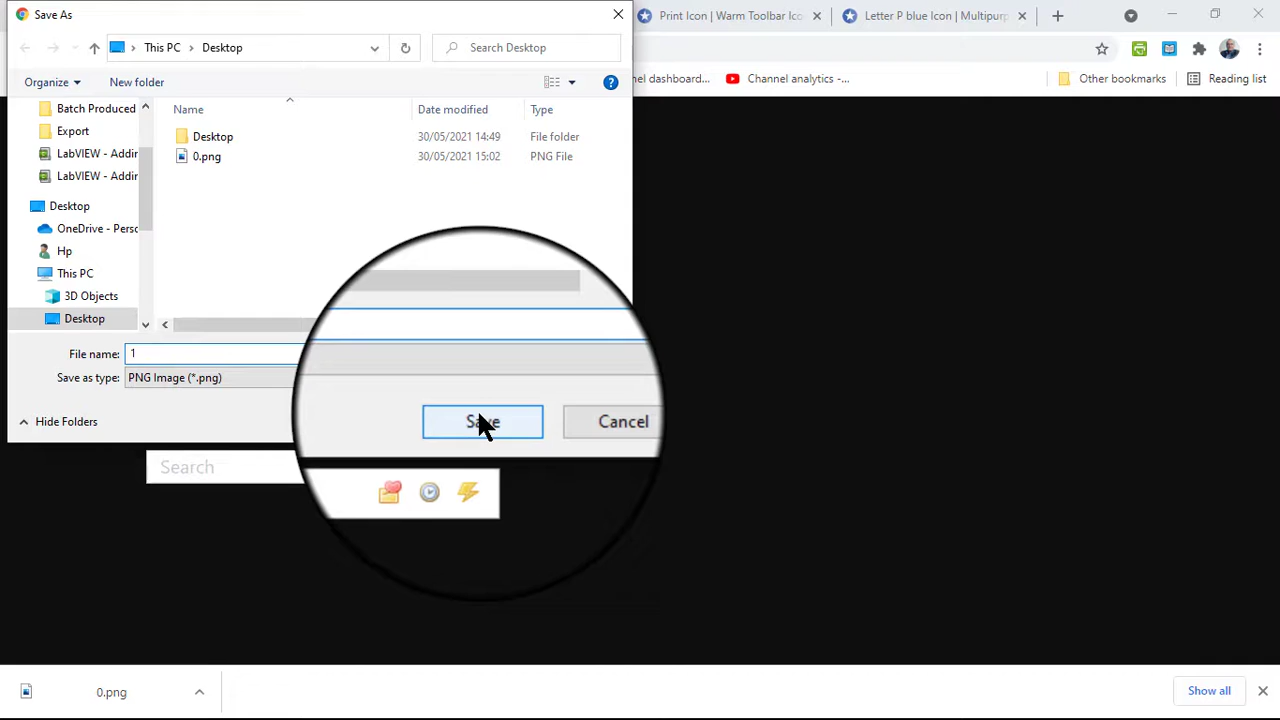 Save As
Print Icon | Warm Toolbar Ico
Letter P blue Icon | Multipurp
This PC
Desktop
Search Desktop
Organize
New folder
nel dashboard...
Channel analytics -...
Other bookmarks
Reading list
Name
Date modified
Type
Batch Produced
Export
LabVIEW - Addin
LabVIEW - Addin
Desktop
OneDrive - Perso
Hp
This PC
3D Objects
Desktop
Desktop
30/05/2021 14:49
File folder
0.png
30/05/2021 15:02
PNG File
File name:
1
Save as type:
PNG Image (*.png)
Hide Folders
Save
Cancel
Search
0.png
Show all